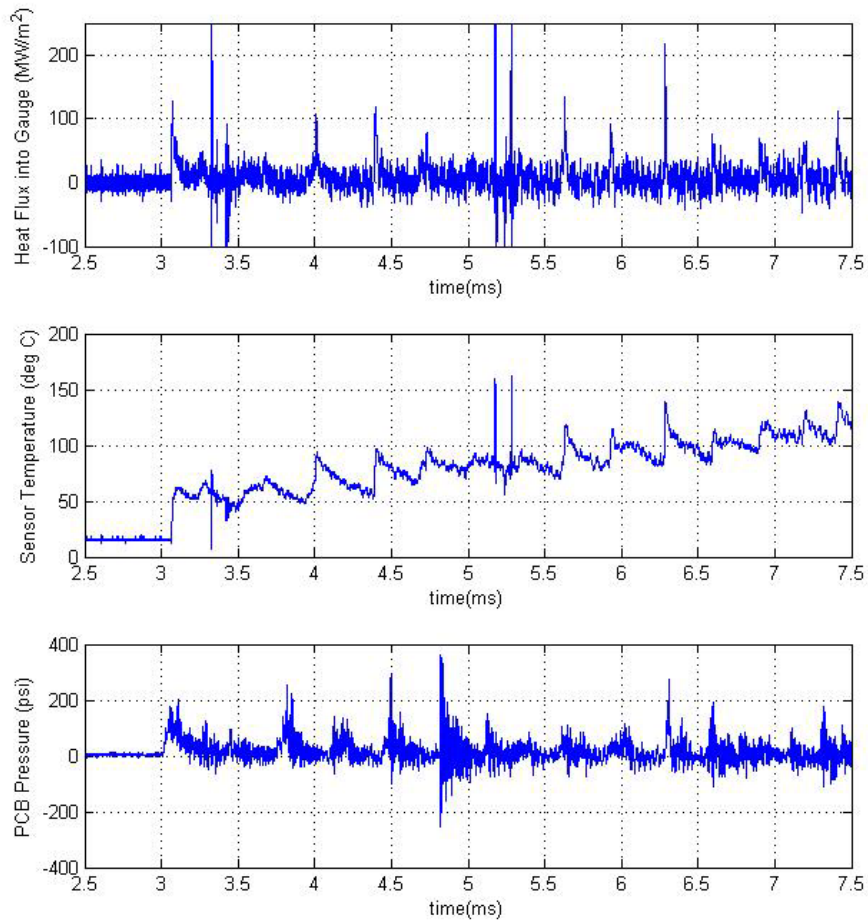 Heat Flux into Gauge (MW/m²)
200
100
0
-100
2.5 3 3.5 4 4.5 5 5.5 6 6.5 7 7.5
time(ms)
Sensor Temperature (deg C)
200
150
100
50
0
2.5 3 3.5 4 4.5 5 5.5 6 6.5 7 7.5
time(ms)
PCB Pressure (psi)
400
200
0
-200
-400
2.5 3 3.5 4 4.5 5 5.5 6 6.5 7 7.5
time(ms)